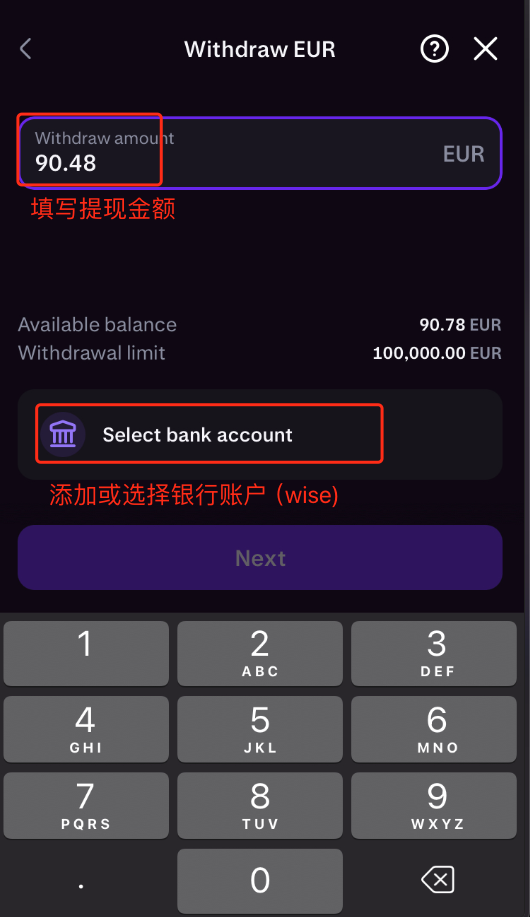 Withdraw EUR
Withdraw amount
90.48
EUR
填写提现金额
Available balance 90.78 EUR
Withdrawal limit 100,000.00 EUR
Select bank account
添加或选择银行账户（wise)
Next
1 2 3
ABC DEF
4 5 6
GHI JKL MNO
7 8 9
PQRS TUV WXYZ
. 0